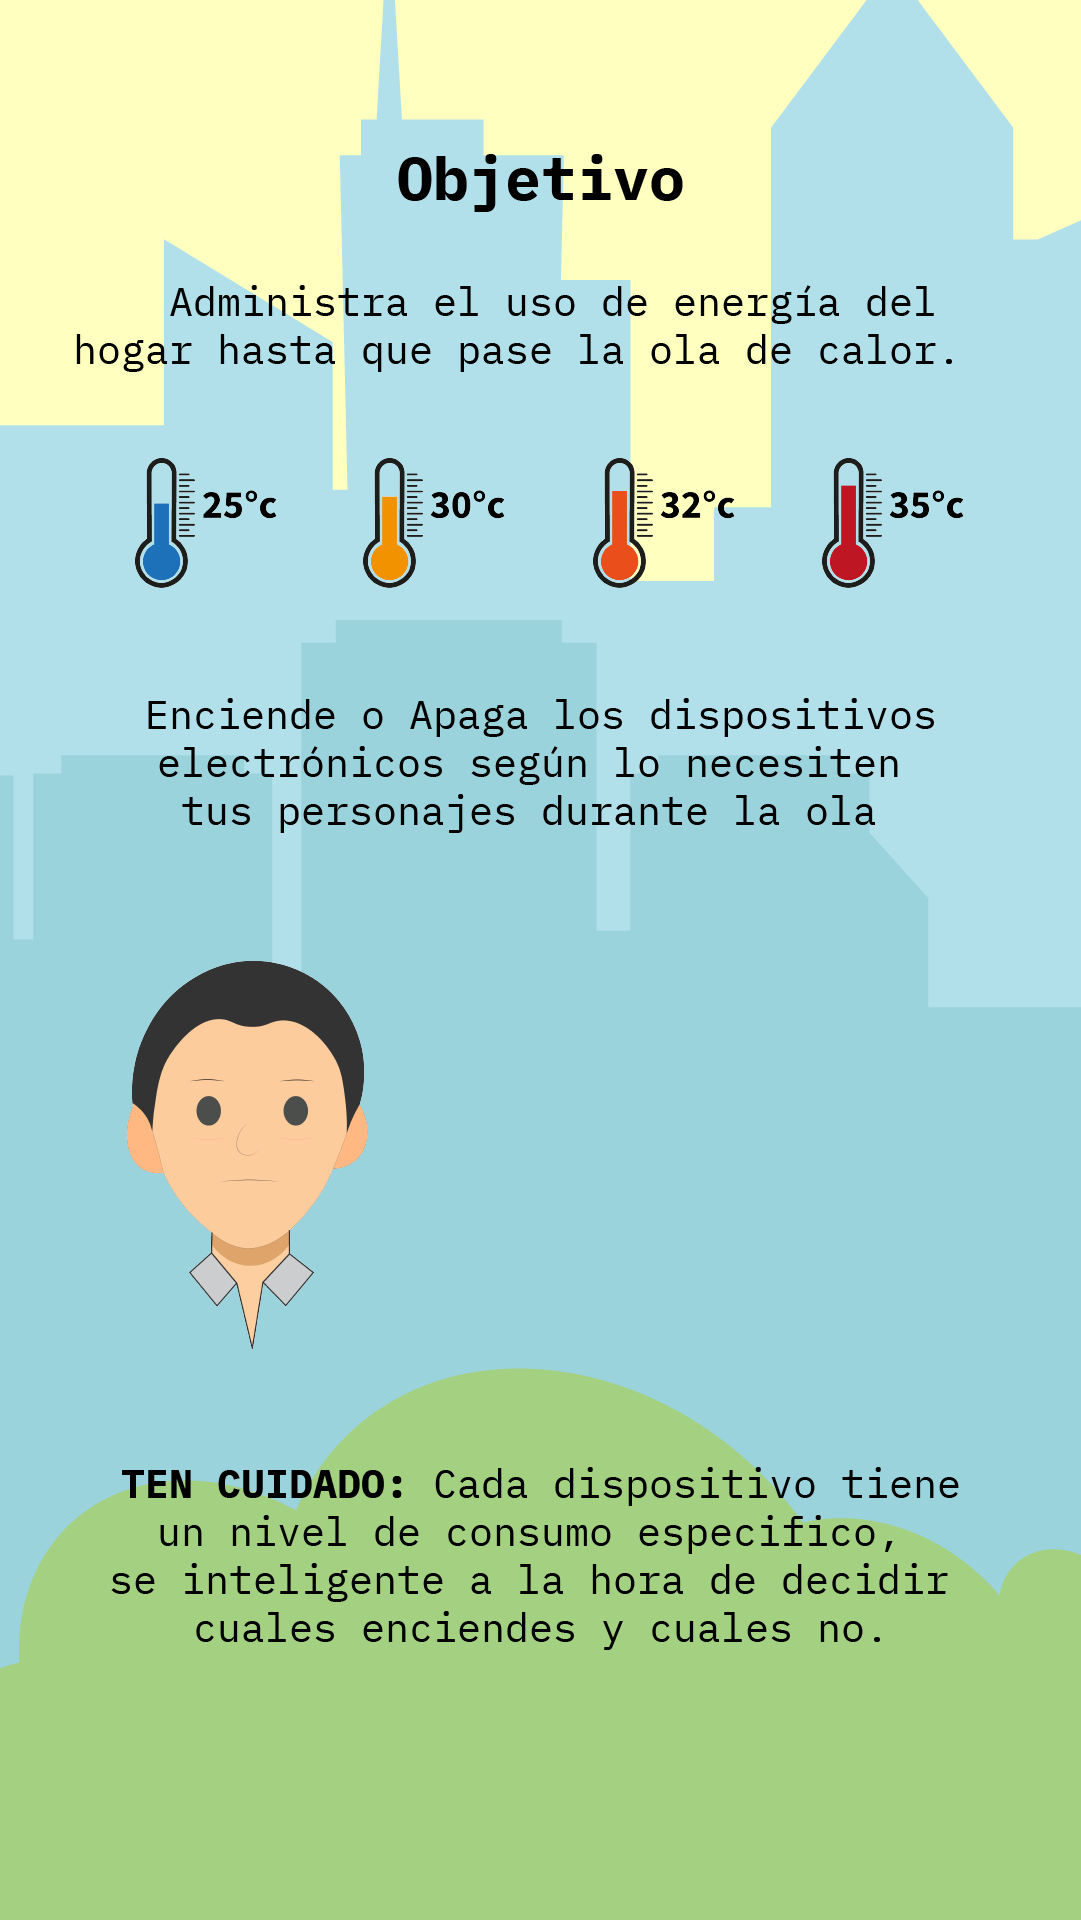 Objetivo
Administra el uso de energía del
hogar hasta que pase la ola de calor.
25°c 30°c 32°c 35°c
Enciende o Apaga los dispositivos
electrónicos según lo necesiten
tus personajes durante la ola
TEN CUIDADO: Cada dispositivo tiene
un nivel de consumo especifico,
se inteligente a la hora de decidir
cuales enciendes y cuales no.